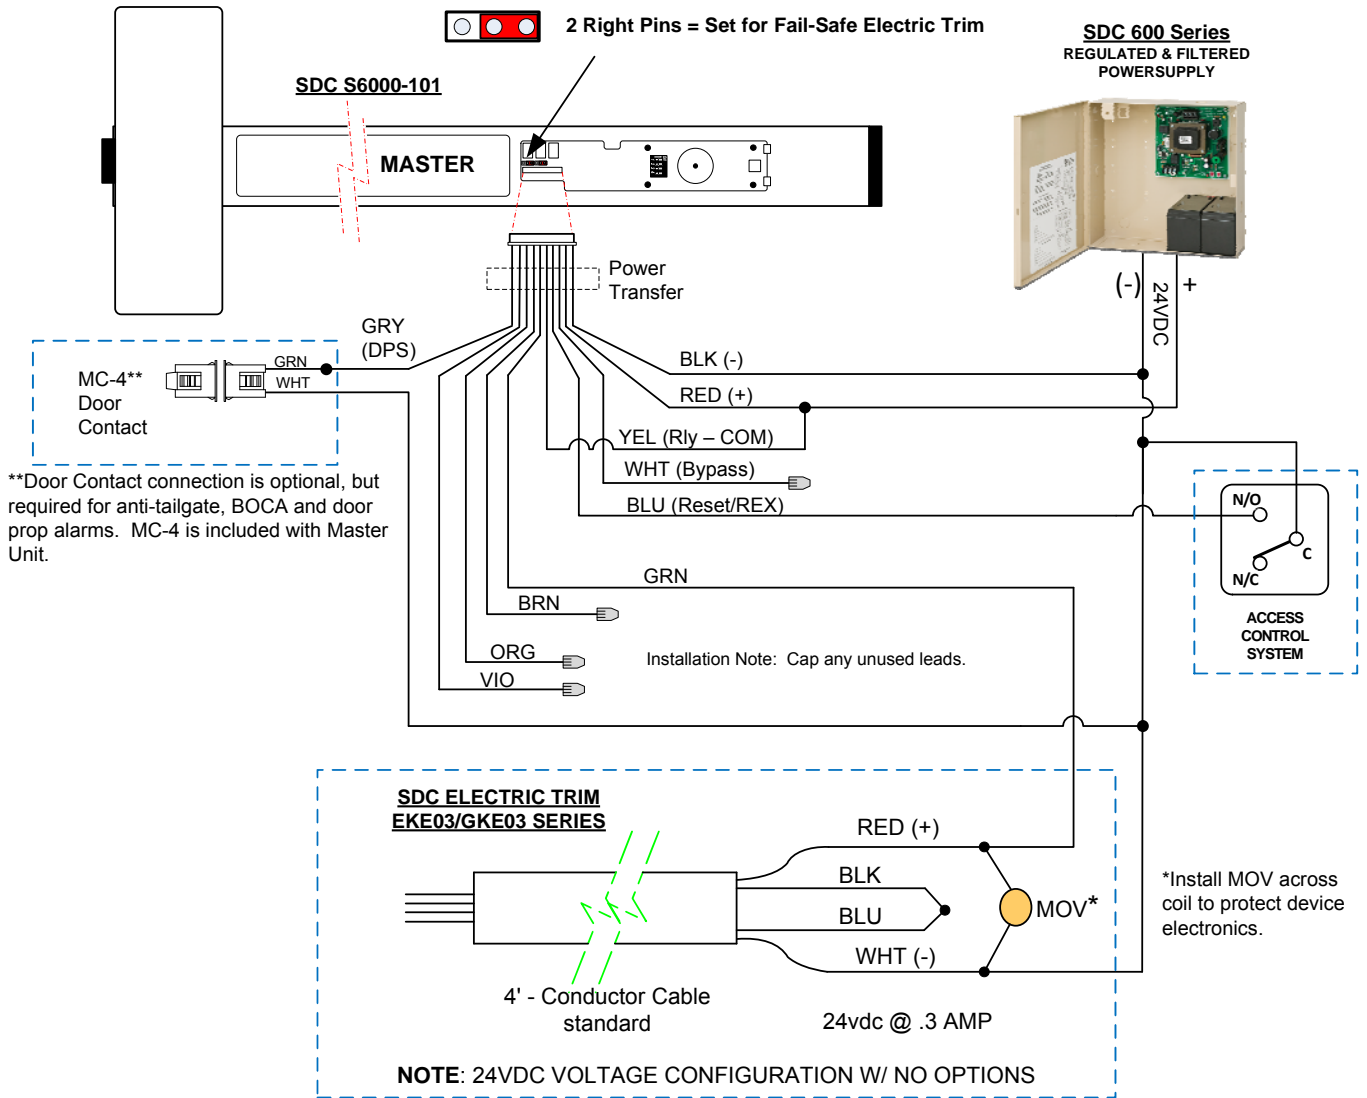 2 Right Pins = Set for Fail-Safe Electric Trim
SDC 600 Series
REGULATED & FILTERED
POWERSUPPLY
SDC S6000-101
MASTER
Power
Transfer
(-)
24VDC
+
GRY
(DPS)
BLK (-)
RED (+)
YEL (Rly – COM)
WHT (Bypass)
BLU (Reset/REX)
GRN
WHT
MC-4**
Door
Contact
**Door Contact connection is optional, but
required for anti-tailgate, BOCA and door
prop alarms. MC-4 is included with Master
Unit.
N/O
C
N/C
ACCESS
CONTROL
SYSTEM
GRN
BRN
ORG
VIO
Installation Note: Cap any unused leads.
SDC ELECTRIC TRIM
EKE03/GKE03 SERIES
RED (+)
BLK
BLU
WHT (-)
MOV*
*Install MOV across
coil to protect device
electronics.
4' - Conductor Cable
standard
24vdc @ .3 AMP
NOTE: 24VDC VOLTAGE CONFIGURATION W/ NO OPTIONS